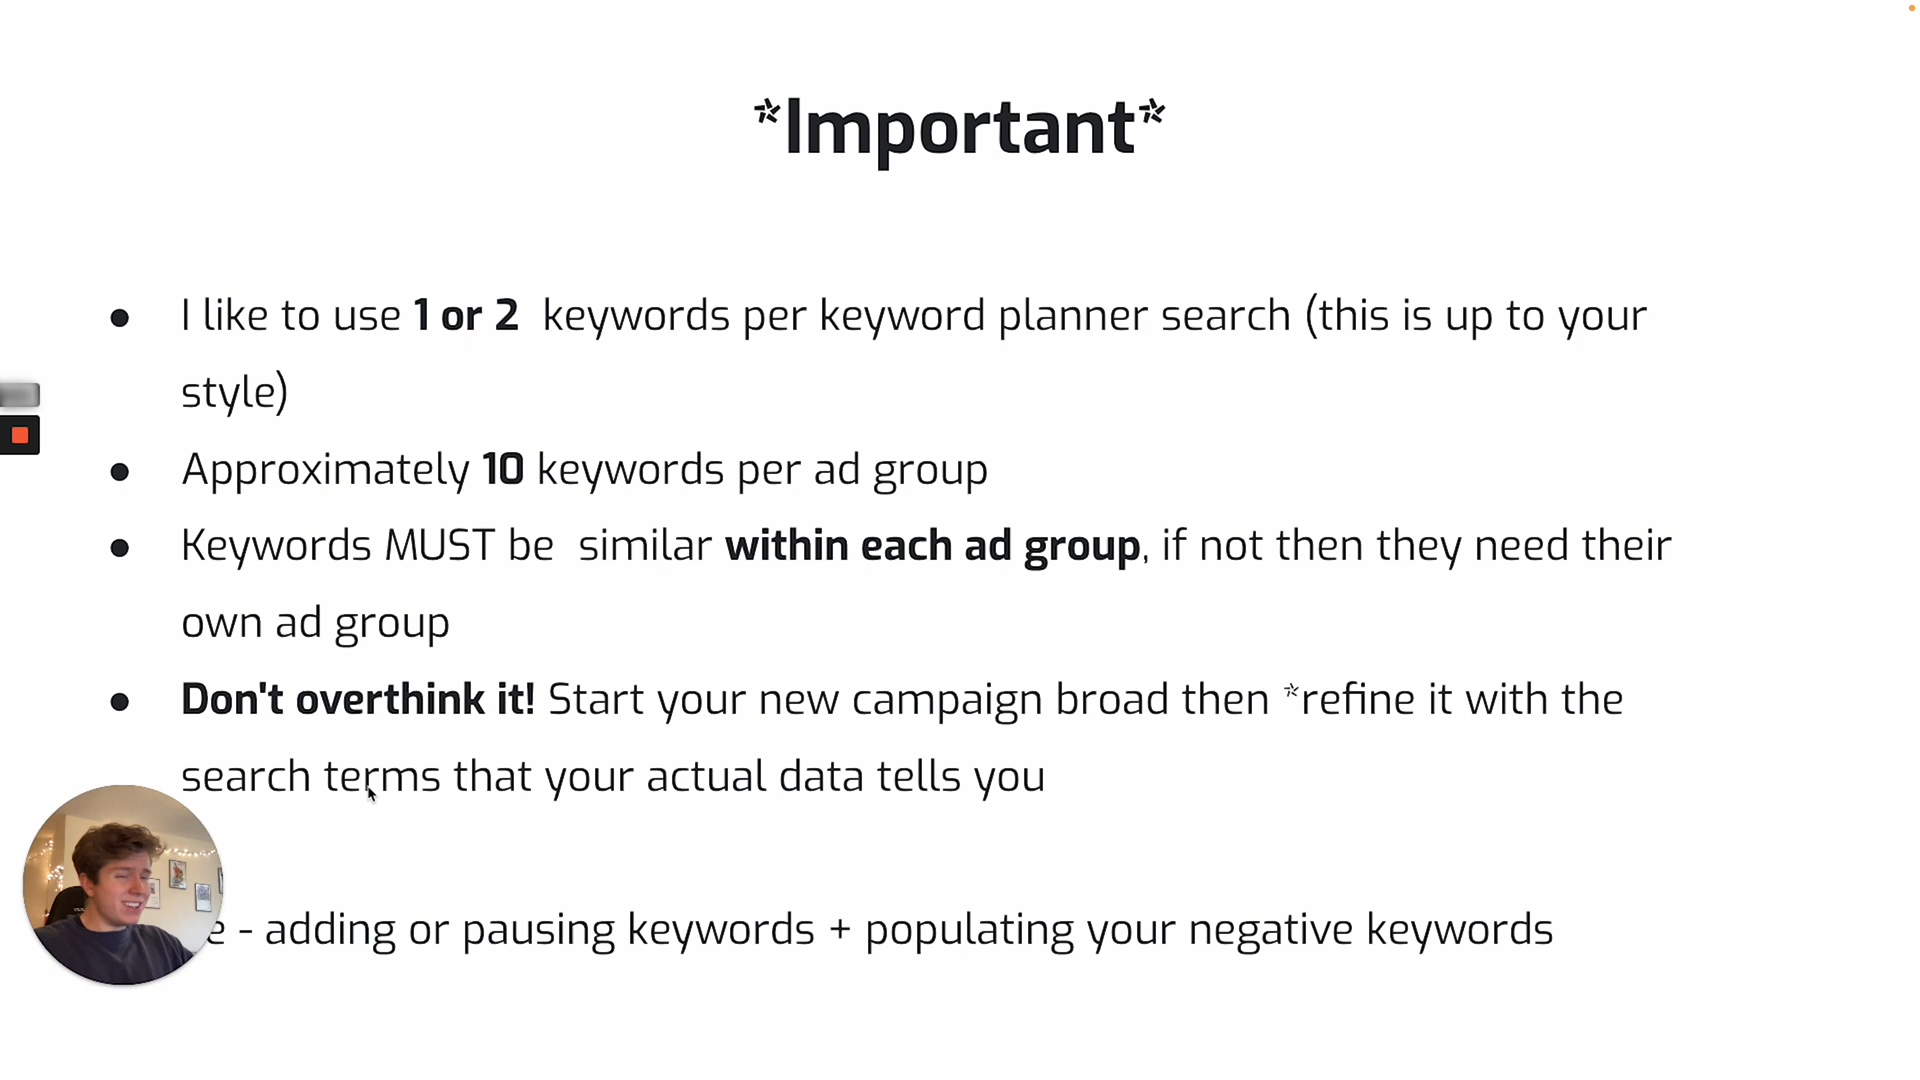 *Important*
● I like to use 1 or 2 keywords per keyword planner search (this is up to your
style)
● Approximately 10 keywords per ad group
● Keywords MUST be similar within each ad group, if not then they need their
own ad group
● Don't overthink it! Start your new campaign broad then *refine it with the
search terms that your actual data tells you
- adding or pausing keywords + populating your negative keywords